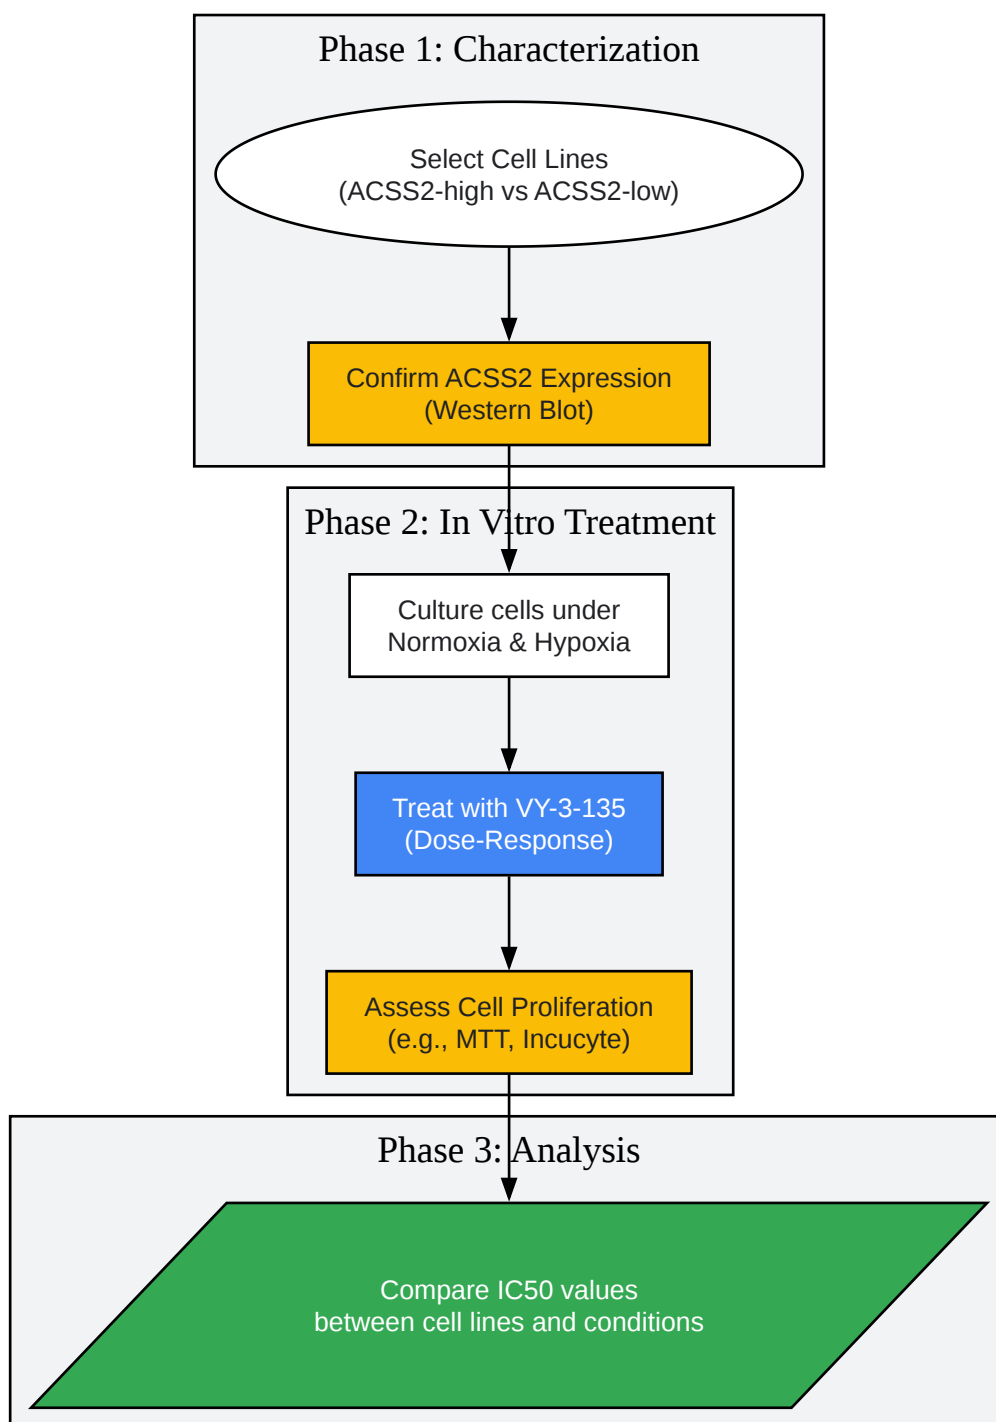 Phase 1: Characterization
Select Cell Lines
(ACSS2-high vs ACSS2-low)
Confirm ACSS2 Expression
(Western Blot)
Phase 2: In Vitro Treatment
Culture cells under
Normoxia & Hypoxia
Treat with VY-3-135
(Dose-Response)
Assess Cell Proliferation
(e.g., MTT, Incucyte)
Phase 3: Analysis
Compare IC50 values
between cell lines and conditions